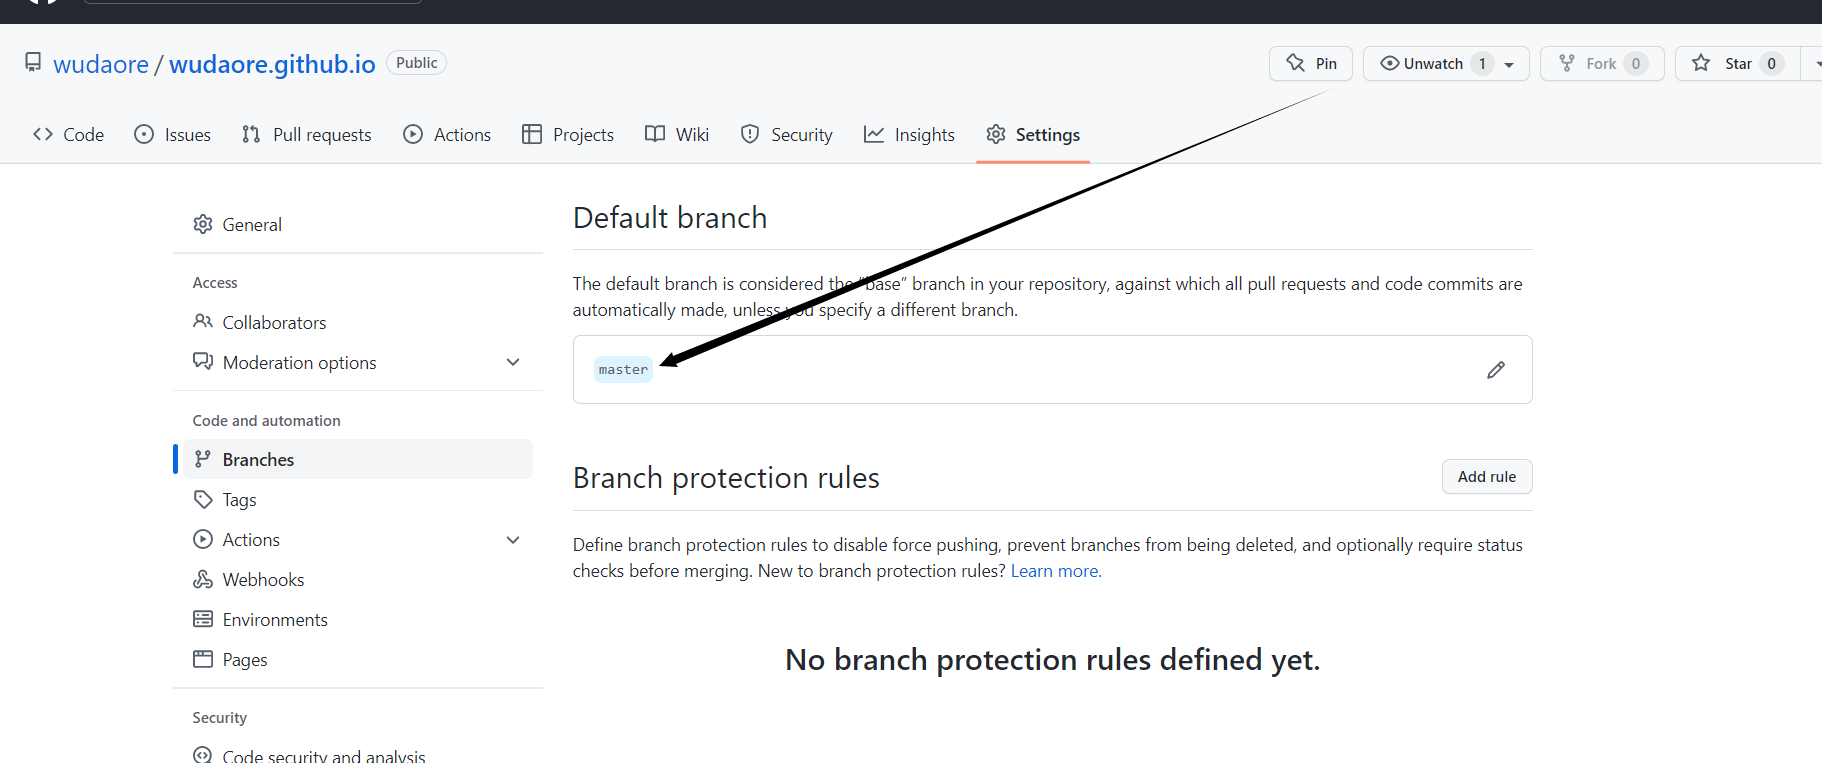 wudaore / wudaore.github.io Public
Pin Unwatch 1 Fork 0 Star 0
Code Issues Pull requests Actions Projects Wiki Security Insights Settings
General
Access
Collaborators
Moderation options
Code and automation
Branches
Tags
Actions
Webhooks
Environments
Pages
Security
Code security and analysis
Default branch
The default branch is considered the “base” branch in your repository, against which all pull requests and code commits are
automatically made, unless you specify a different branch.
master
Branch protection rules
Add rule
Define branch protection rules to disable force pushing, prevent branches from being deleted, and optionally require status
checks before merging. New to branch protection rules? Learn more.
No branch protection rules defined yet.